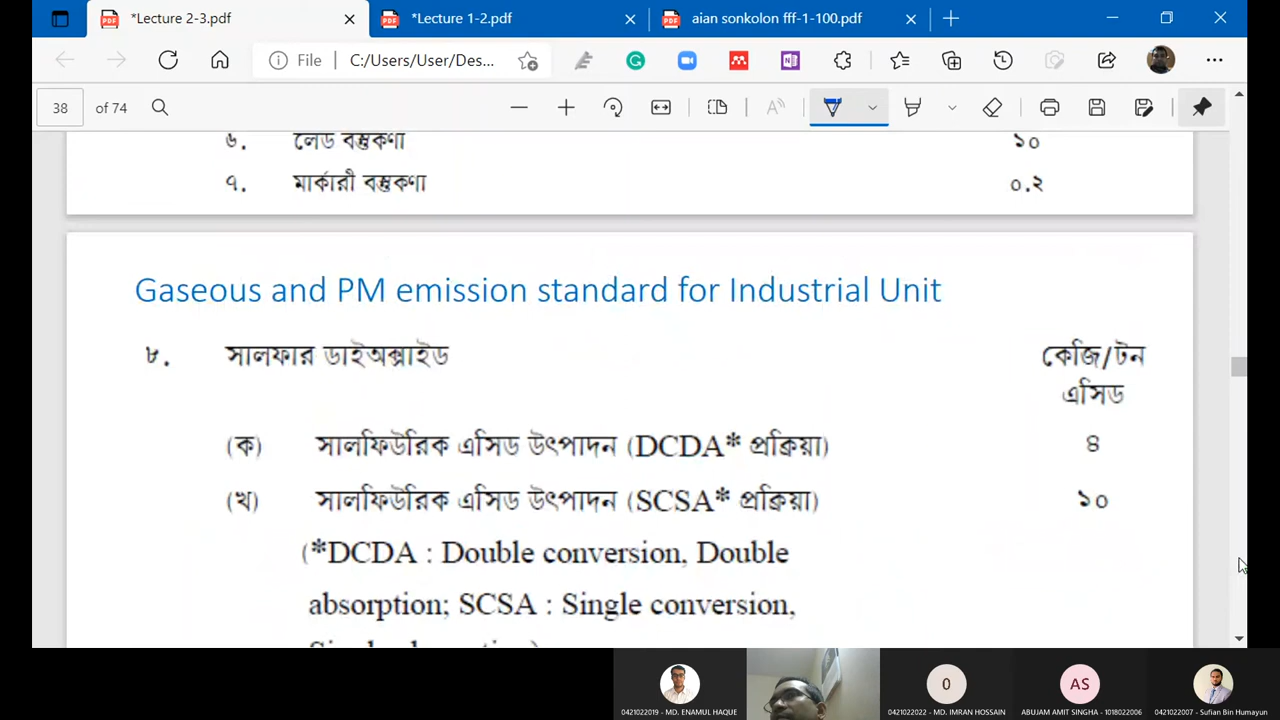 *Lecture 2-3.pdf
*Lecture 1-2.pdf
aian sonkolon fff-1-100.pdf
File
C:/Users/User/Des...
38 of 74
৬. লেড বস্তুকণা ১০
৭. মার্কারী বস্তুকণা ০.২
Gaseous and PM emission standard for Industrial Unit
৮. সালফার ডাইঅক্সাইড কেজি/টন
এসিড
(ক) সালফিউরিক এসিড উৎপাদন (DCDA* প্রক্রিয়া) ৪
(খ) সালফিউরিক এসিড উৎপাদন (SCSA* প্রক্রিয়া) ১০
(*DCDA : Double conversion, Double
absorption; SCSA : Single conversion,
0
AS
0421022019 - MD. ENAMUL HAQUE
0421022022 - MD. IMRAN HOSSAIN
ABUJAM AMIT SINGHA - 1018022006
0421022007 - Sufian Bin Humayun